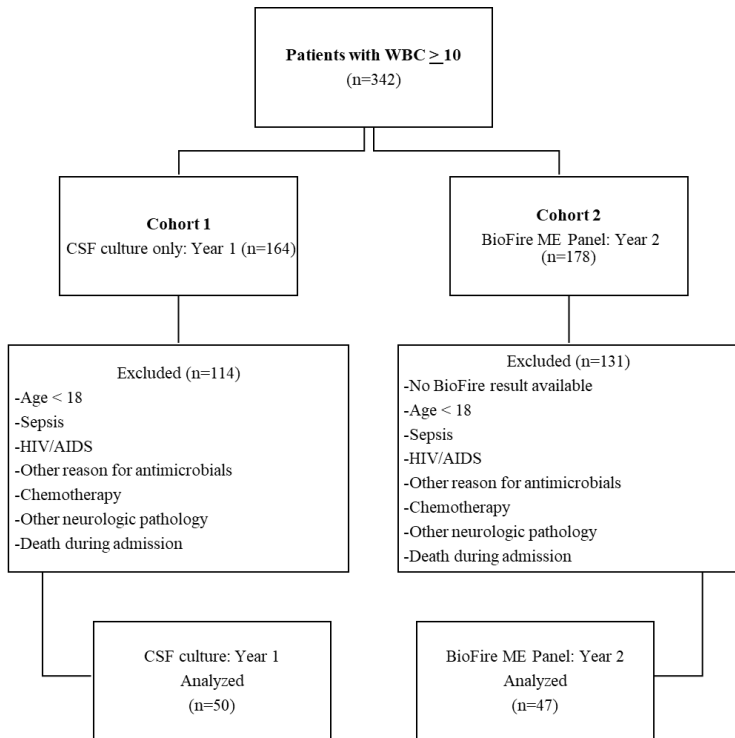 Patients with WBC ≥ 10
(n=342)
Cohort 1
CSF culture only: Year 1 (n=164)
Cohort 2
BioFire ME Panel: Year 2
(n=178)
Excluded (n=114)
-Age < 18
-Sepsis
-HIV/AIDS
-Other reason for antimicrobials
-Chemotherapy
-Other neurologic pathology
-Death during admission
Excluded (n=131)
-No BioFire result available
-Age < 18
-Sepsis
-HIV/AIDS
-Other reason for antimicrobials
-Chemotherapy
-Other neurologic pathology
-Death during admission
CSF culture: Year 1
Analyzed
(n=50)
BioFire ME Panel: Year 2
Analyzed
(n=47)